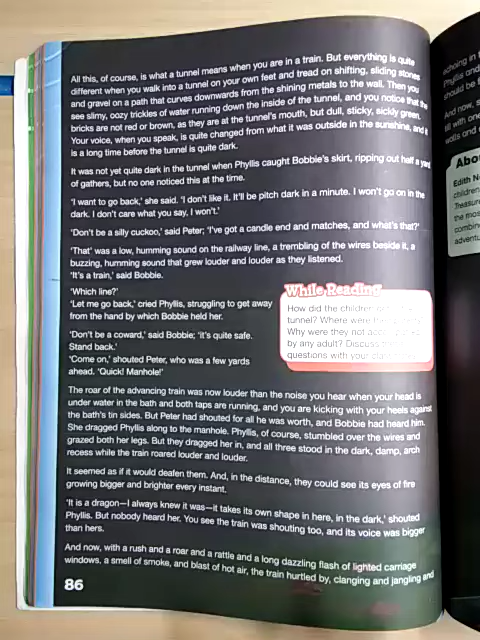 All this, of course, is what a tunnel means when you are in a train. But everything is quite
different when you walk into a tunnel on your own feet and tread on shifting, sliding stones
and gravel on a path that curves downwards from the shining metals to the wall. Then you
see slimy, oozy trickles of water running down the inside of the tunnel, and you notice that the
bricks are not red or brown, as they are at the tunnel's mouth, but dull, sticky, sickly green.
Your voice, when you speak, is quite changed from what it was outside in the sunshine, and it
is a long time before the tunnel is quite dark.
It was not yet quite dark in the tunnel when Phyllis caught Bobbie's skirt, ripping out half a yard
of gathers, but no one noticed this at the time.
'I want to go back,' she said. 'I don't like it. It'll be pitch dark in a minute. I won't go on in the
dark. I don't care what you say, I won't.'
'Don't be a silly cuckoo,' said Peter; 'I've got a candle end and matches, and what's that?'
'That' was a low, humming sound on the railway line, a trembling of the wires beside it, a
buzzing, humming sound that grew louder and louder as they listened.
'It's a train,' said Bobbie.
'Which line?'
'Let me go back,' cried Phyllis, struggling to get away
from the hand by which Bobbie held her.
'Don't be a coward,' said Bobbie; 'it's quite safe.
Stand back.'
'Come on,' shouted Peter, who was a few yards
ahead. 'Quick! Manhole!'
While Reading
How did the children
tunnel? Where were
Why were they not
by any adult? Discuss
questions with your
The roar of the advancing train was now louder than the noise you hear when your head is
under water in the bath and both taps are running, and you are kicking with your heels against
the bath's tin sides. But Peter had shouted for all he was worth, and Bobbie had heard him.
She dragged Phyllis along to the manhole. Phyllis, of course, stumbled over the wires and
grazed both her legs. But they dragged her in, and all three stood in the dark, damp, arch
recess while the train roared louder and louder.
It seemed as if it would deafen them. And, in the distance, they could see its eyes of fire
growing bigger and brighter every instant.
'It is a dragon—I always knew it was—it takes its own shape in here, in the dark,' shouted
Phyllis. But nobody heard her. You see the train was shouting too, and its voice was bigger
than hers.
And now, with a rush and a roar and a rattle and a long dazzling flash of lighted carriage
windows, a smell of smoke, and blast of hot air, the train hurtled by, clanging and jangling and
86
echoing in
Phyllis and
should be
And now, s
with one
walls and
Abou
Edith N
children
Treasur
the mos
combin
adventu